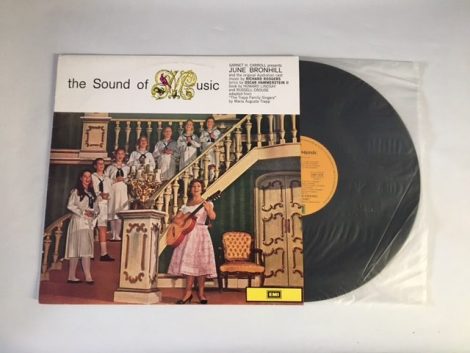 the Sound of Music
GARNET H. CARROLL presents
JUNE BRONHILL
and the original Australian cast
music by RICHARD RODGERS
lyrics by OSCAR HAMMERSTEIN II
book by HOWARD LINDSAY
and RUSSELL CROUSE
adapted from
"The Trapp Family Singers"
by Maria Augusta Trapp
EMI